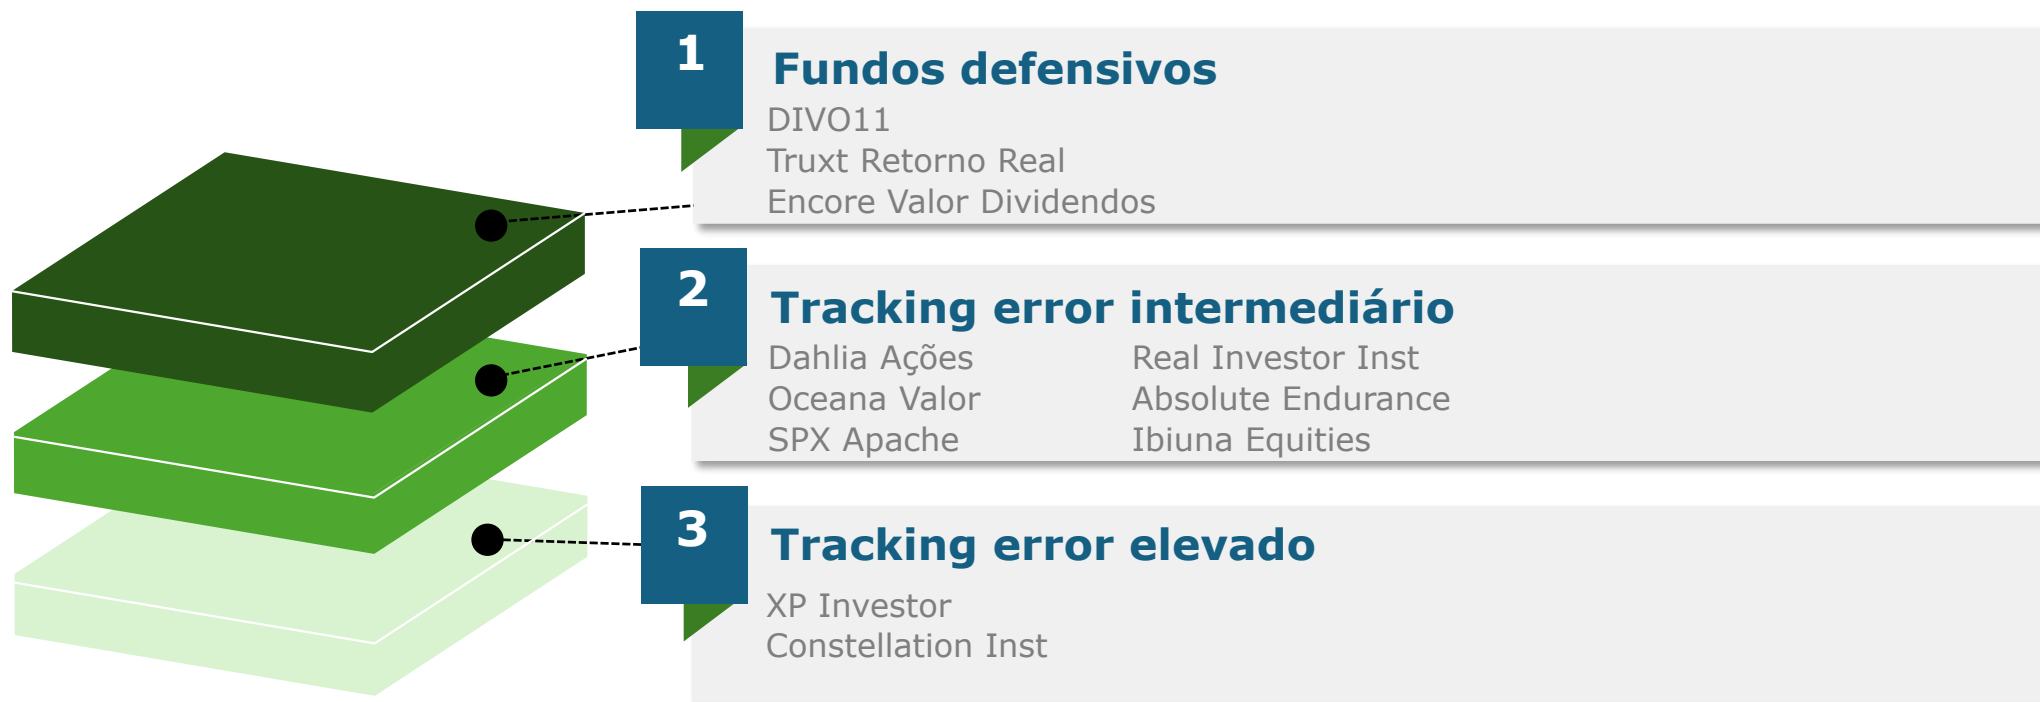 1
Fundos defensivos
DIVO11
Truxt Retorno Real
Encore Valor Dividendos
2
Tracking error intermediário
Dahlia Ações
Oceana Valor
SPX Apache
Real Investor Inst
Absolute Endurance
Ibiuna Equities
3
Tracking error elevado
XP Investor
Constellation Inst